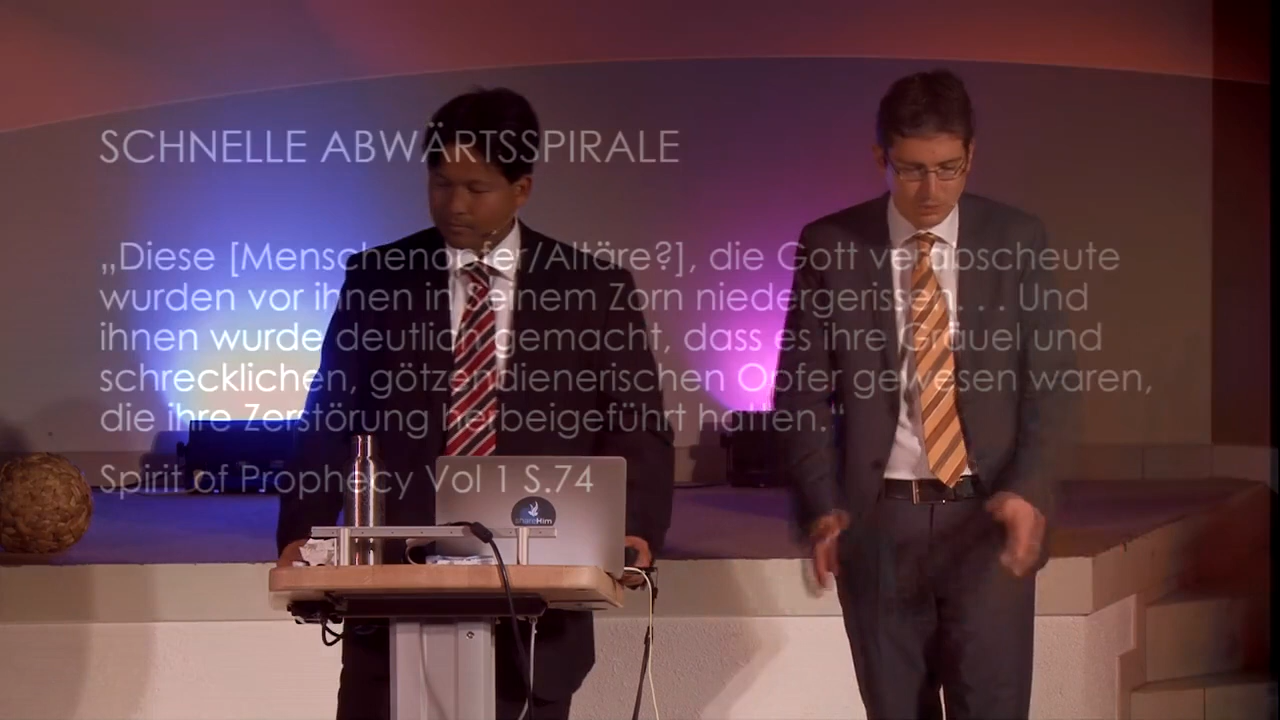 SCHNELLE ABWÄRTSSPIRALE
„Diese [Menschenopfer/Altäre?], die Gott verabscheute
wurden vor ihnen in Seinem Zorn niedergerissen . . . Und
ihnen wurde deutlich gemacht, dass es ihre Gräuel und
schrecklichen, götzendienerischen Opfer gewesen waren,
die ihre Zerstörung herbeigeführt hatten.“
Spirit of Prophecy Vol 1 S.74
shareHim